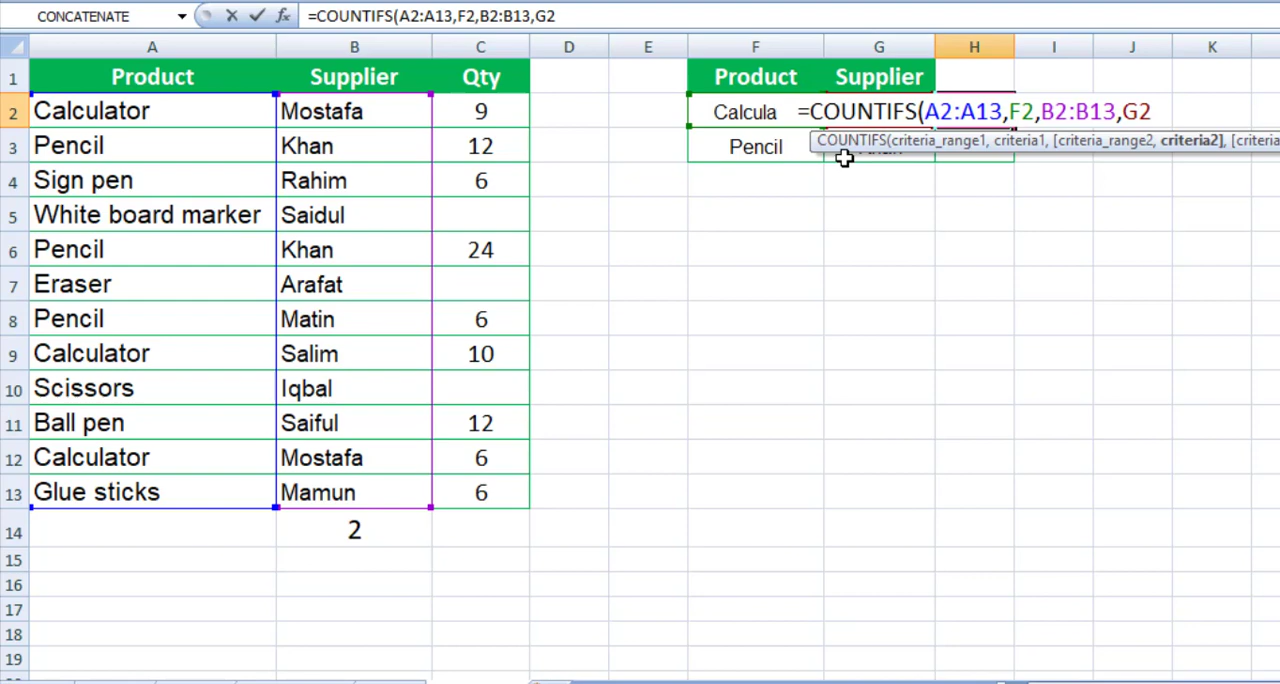 CONCATENATE =COUNTIFS(A2:A13,F2,B2:B13,G2
A B C D E F G H I J K
1 Product Supplier Qty Product Supplier
2 Calculator Mostafa 9 Calcula =COUNTIFS(A2:A13,F2,B2:B13,G2
COUNTIFS(criteria_range1, criteria1, [criteria_range2, criteria2], [criteria
3 Pencil Khan 12 Pencil
4 Sign pen Rahim 6
5 White board marker Saidul
6 Pencil Khan 24
7 Eraser Arafat
8 Pencil Matin 6
9 Calculator Salim 10
10 Scissors Iqbal
11 Ball pen Saiful 12
12 Calculator Mostafa 6
13 Glue sticks Mamun 6
14 2
15
16
17
18
19